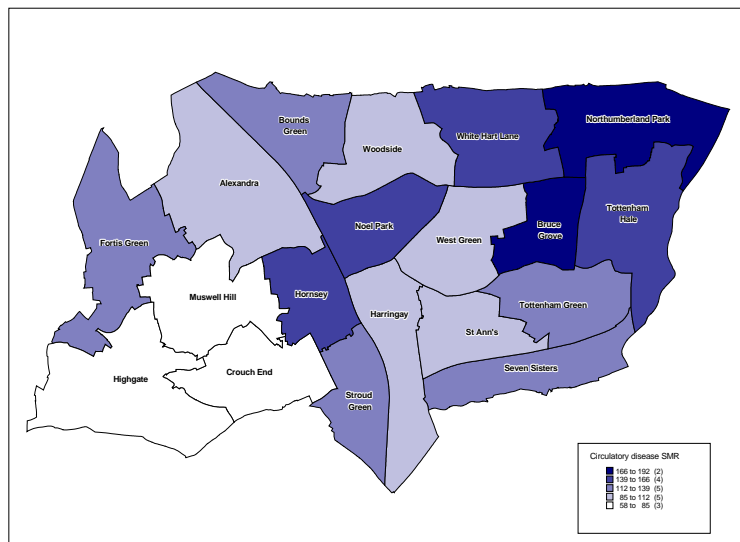 Northumberland Park
Bounds
Green
White Hart Lane
Woodside
Alexandra
Tottenham
Hale
Noel Park
Bruce
Grove
West Green
Fortis Green
Muswell Hill
Hornsey
Tottenham Green
Harringay
St Ann's
Seven Sisters
Crouch End
Highgate
Stroud
Green
Circulatory disease SMR
166 to 192 (2)
139 to 166 (4)
112 to 139 (5)
85 to 112 (5)
58 to 85 (3)